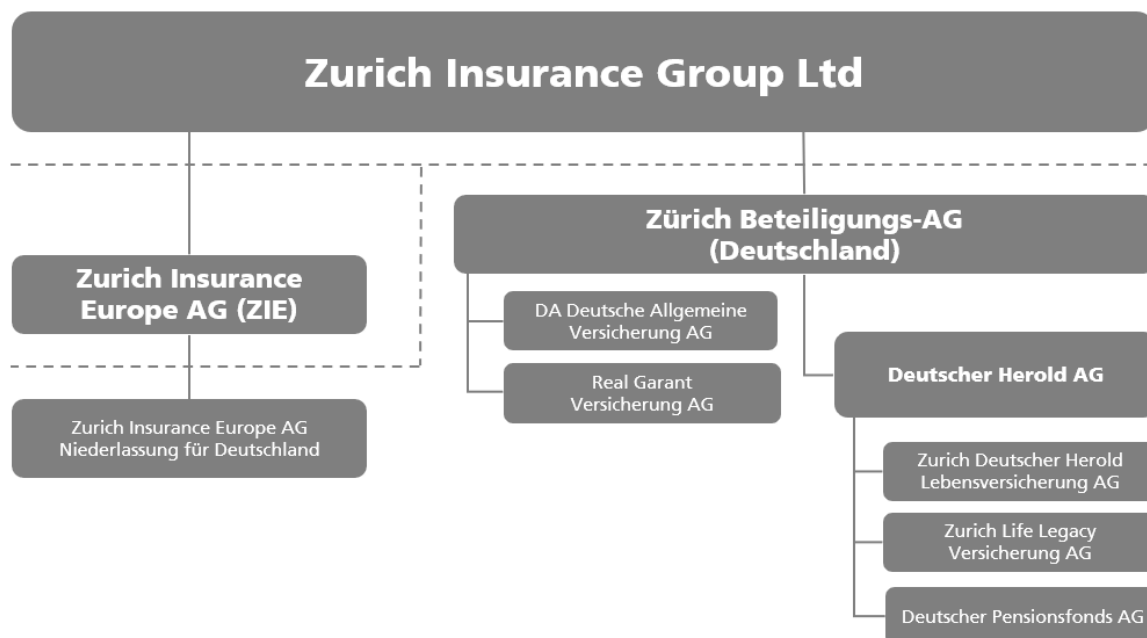 Zurich Insurance Group Ltd
Zürich Beteiligungs-AG
(Deutschland)
Zurich Insurance
Europe AG (ZIE)
DA Deutsche Allgemeine
Versicherung AG
Real Garant
Versicherung AG
Deutscher Herold AG
Zurich Insurance Europe AG
Niederlassung für Deutschland
Zurich Deutscher Herold
Lebensversicherung AG
Zurich Life Legacy
Versicherung AG
Deutscher Pensionsfonds AG